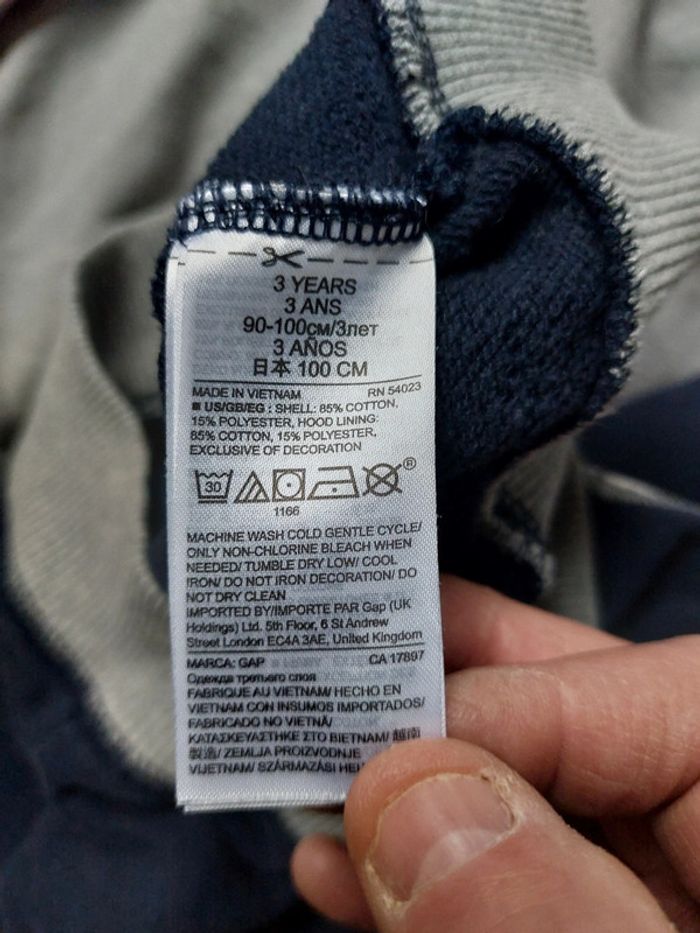 3 YEARS
3 ANS
90-100см/3лет
3 AÑOS
日本 100 CM
MADE IN VIETNAM RN 54023
■ US/GB/EG : SHELL: 85% COTTON,
15% POLYESTER, HOOD LINING:
85% COTTON, 15% POLYESTER,
EXCLUSIVE OF DECORATION
30 ®
1166
MACHINE WASH COLD GENTLE CYCLE/
ONLY NON-CHLORINE BLEACH WHEN
NEEDED/ TUMBLE DRY LOW/ COOL
IRON/ DO NOT IRON DECORATION/ DO
NOT DRY CLEAN
IMPORTED BY/IMPORTE PAR Gap (UK
Holdings) Ltd. 5th Floor, 6 St Andrew
Street London EC4A 3AE, United Kingdom
MARCA: GAP CA 17897
Одежда третьего слоя
FABRIQUE AU VIETNAM/ HECHO EN
VIETNAM CON INSUMOS IMPORTADOS/
FABRICADO NO VIETNÃ/
ΚΑΤΑΣΚΕΥΑΣΤΗΚΕ ΣΤΟ ΒΙΕΤΝΑΜ/ 越南
製造/ ZEMLJA PROIZVODNJE
VIJETNAM/ SZÁRMAZÁSI